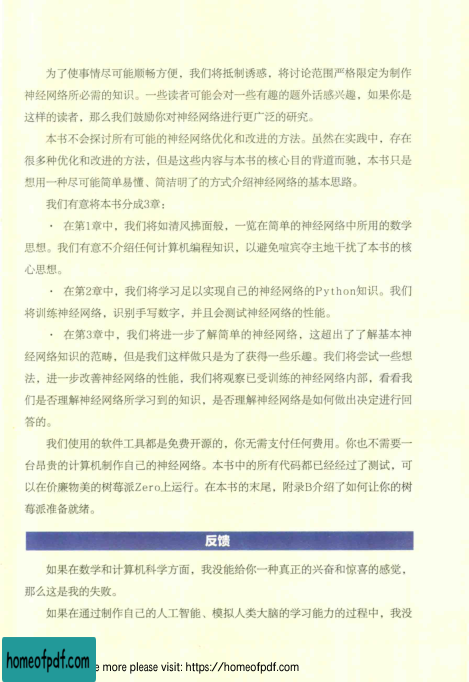 为了使事情尽可能顺畅方便，我们将抵制诱惑，将讨论范围严格限定为制作
神经网络所必需的知识。一些读者可能会对一些有趣的题外话感兴趣，如果你是
这样的读者，那么我们鼓励你对神经网络进行更广泛的研究。
本书不会探讨所有可能的神经网络优化和改进的方法。虽然在实践中，存在
很多种优化和改进的方法，但是这些内容与本书的核心目的背道而驰，本书只是
想用一种尽可能简单易懂、简洁明了的方式介绍神经网络的基本思路。
我们有意将本书分成3章：
· 在第1章中，我们将如清风拂面般，一览在简单的神经网络中所用的数学
思想。我们有意不介绍任何计算机编程知识，以避免喧宾夺主地干扰了本书的核
心思想。
· 在第2章中，我们将学习足以实现自己的神经网络的Python知识。我们
将训练神经网络，识别手写数字，并且会测试神经网络的性能。
· 在第3章中，我们将进一步了解简单的神经网络，这超出了了解基本神
经网络知识的范畴，但是我们这样做只是为了获得一些乐趣。我们将尝试一些想
法，进一步改善神经网络的性能，我们将观察已受训练的神经网络内部，看看我
们是否理解神经网络所学习到的知识，是否理解神经网络是如何做出决定进行回
答的。
我们使用的软件工具都是免费开源的，你无需支付任何费用。你也不需要一
台昂贵的计算机制作自己的神经网络。本书中的所有代码都已经经过了测试，可
以在价廉物美的树莓派Zero上运行。在本书的末尾，附录B介绍了如何让你的树
莓派准备就绪。
反馈
如果在数学和计算机科学方面，我没能给你一种真正的兴奋和惊喜的感觉，
那么这是我的失败。
如果在通过制作自己的人工智能、模拟人类大脑的学习能力的过程中，我没
homeofpdf.com
e more please visit: https://homeofpdf.com